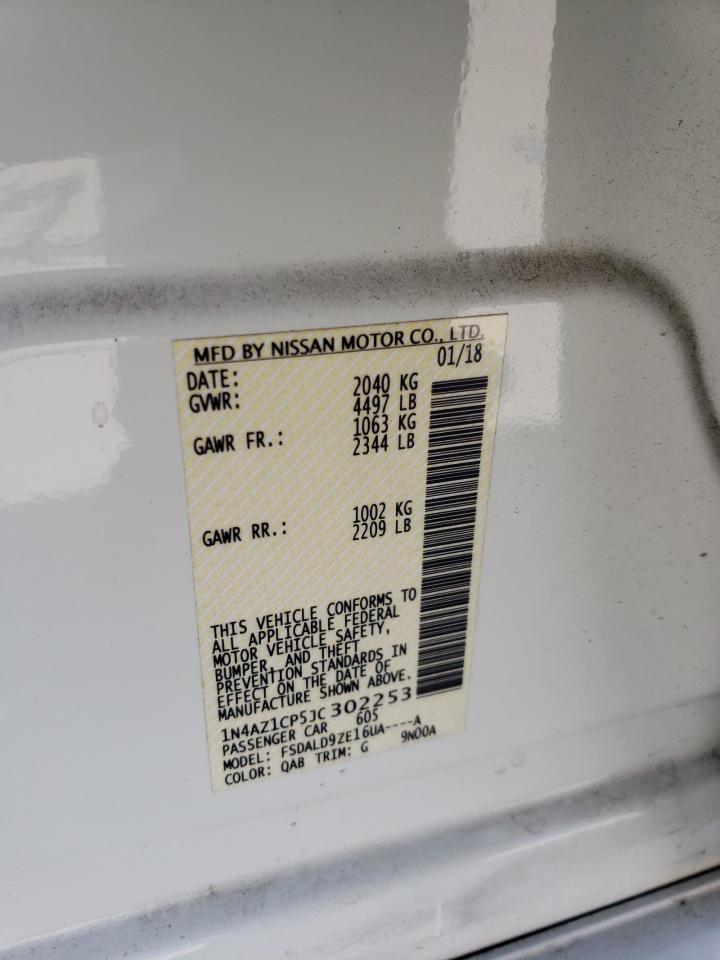 MFD BY NISSAN MOTOR CO., LTD.
DATE: 01/18
GVWR: 2040 KG
4497 LB
GAWR FR.: 1063 KG
2344 LB
GAWR RR.: 1002 KG
2209 LB
THIS VEHICLE CONFORMS TO
ALL APPLICABLE FEDERAL
MOTOR VEHICLE SAFETY,
BUMPER, AND THEFT
PREVENTION STANDARDS IN
EFFECT ON THE DATE OF
MANUFACTURE SHOWN ABOVE.
1N4AZ1CP5JC302253
PASSENGER CAR 605
MODEL: FSDALD9ZE16UA----A
COLOR: QAB TRIM: G 9N00A